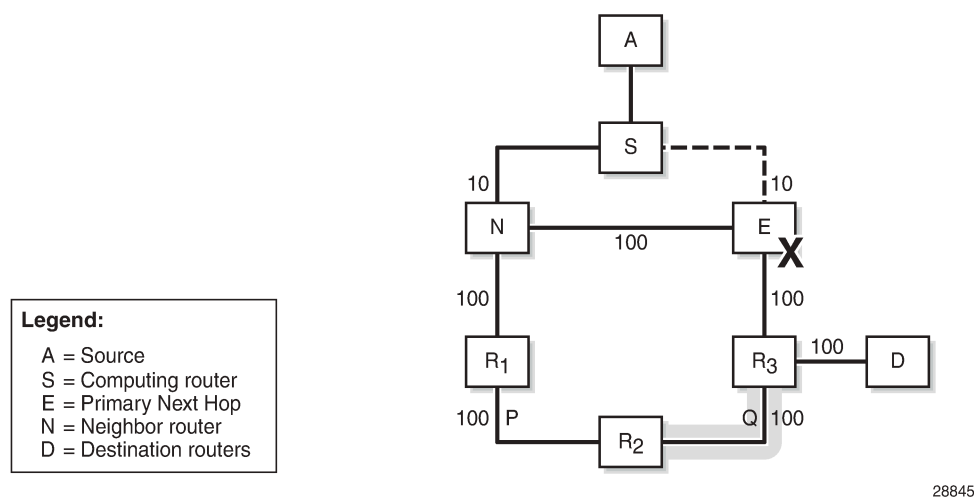 A
S
10
10
N
E
X
100
100
100
Legend:
A = Source
S = Computing router
E = Primary Next Hop
N = Neighbor router
D = Destination routers
R1
R3
100
D
100
P
Q
100
R2
28845